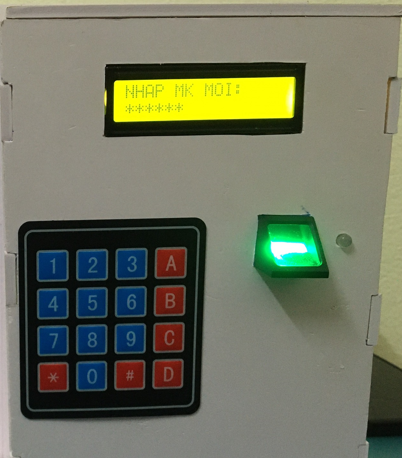 NHAP MK MOI:
******
1 2 3 A
4 5 6 B
7 8 9 C
* 0 # D